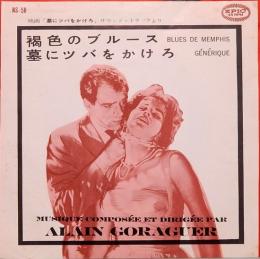 NS-58
映画「墓にツバをかけろ」サウンド・トラックより
EPIC
褐色のブルース BLUES DE MEMPHIS
墓にツバをかけろ GÉNÉRIQUE
MUSIQUE COMPOSÉE ET DIRIGÉE PAR
ALAIN GORAGUER